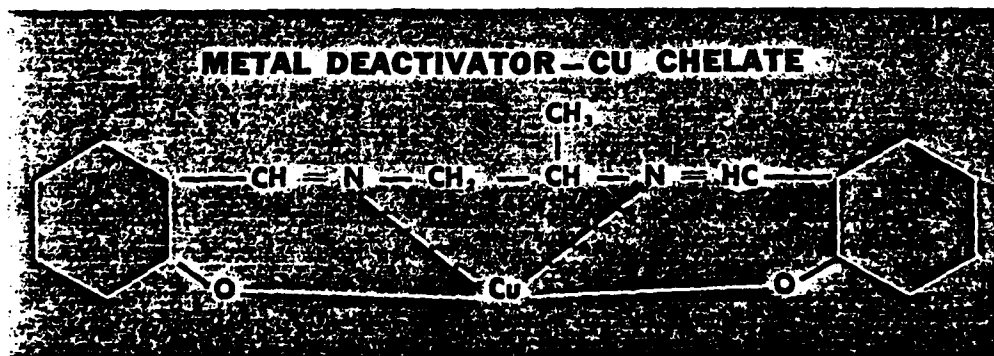 METAL DEACTIVATOR-CU CHELATE
CH₃
CH=N-CH₂-CH-N=HC
O Cu O